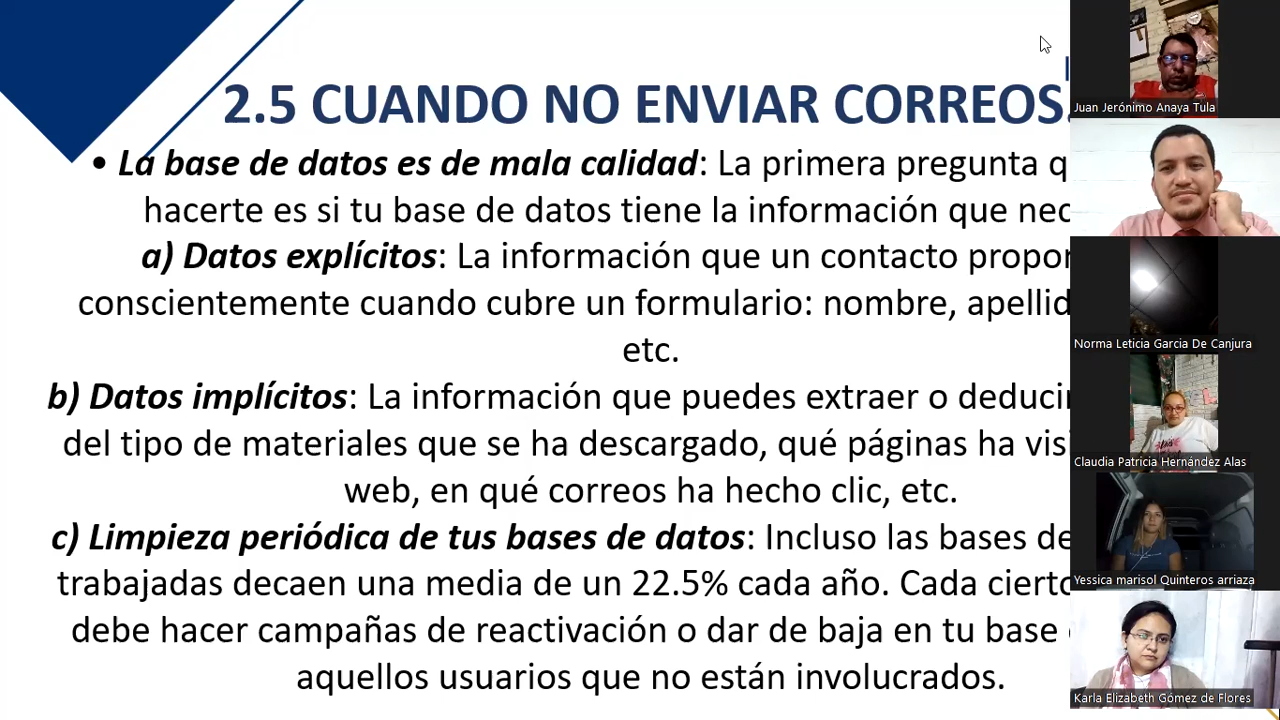 2.5 CUANDO NO ENVIAR CORREOS.
• La base de datos es de mala calidad: La primera pregunta q
hacerte es si tu base de datos tiene la información que nec
a) Datos explícitos: La información que un contacto propor
conscientemente cuando cubre un formulario: nombre, apellid
etc.
b) Datos implícitos: La información que puedes extraer o deducir
del tipo de materiales que se ha descargado, qué páginas ha visi
web, en qué correos ha hecho clic, etc.
c) Limpieza periódica de tus bases de datos: Incluso las bases de
trabajadas decaen una media de un 22.5% cada año. Cada cierto
debe hacer campañas de reactivación o dar de baja en tu base
aquellos usuarios que no están involucrados.
Juan Jerónimo Anaya Tula
Norma Leticia Garcia De Canjura
Claudia Patricia Hernández Alas
Yessica marisol Quinteros arriaza
Karla Elizabeth Gómez de Flores